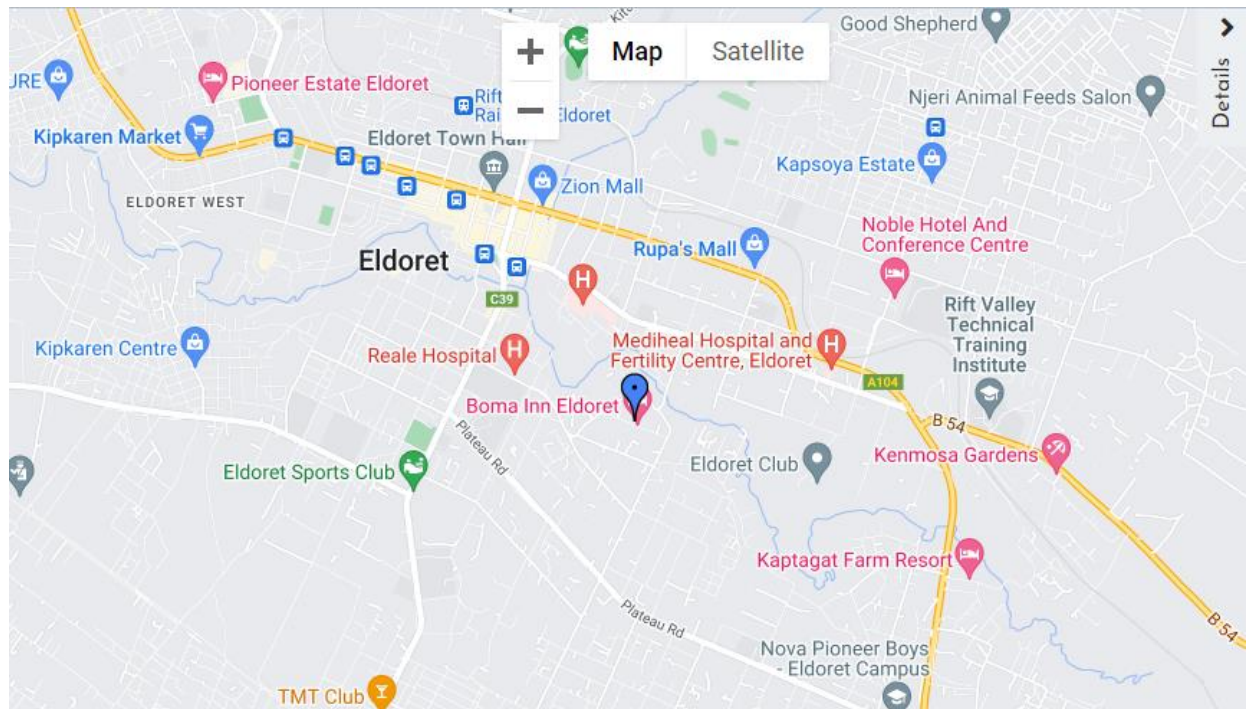 Good Shepherd
Map
Satellite
Details
Pioneer Estate Eldoret
Njeri Animal Feeds Salon
Kipkaren Market
Eldoret Town Hall
Kapsoya Estate
Zion Mall
ELDORET WEST
Noble Hotel And
Conference Centre
Rupa's Mall
Eldoret
C39
Rift Valley
Technical
Training
Institute
Kipkaren Centre
Reale Hospital
Mediheal Hospital and
Fertility Centre, Eldoret
A104
Boma Inn Eldoret
B 54
Plateau Rd
Kenmosa Gardens
Eldoret Club
Eldoret Sports Club
Kaptagat Farm Resort
Plateau Rd
B 54
Nova Pioneer Boys
- Eldoret Campus
TMT Club